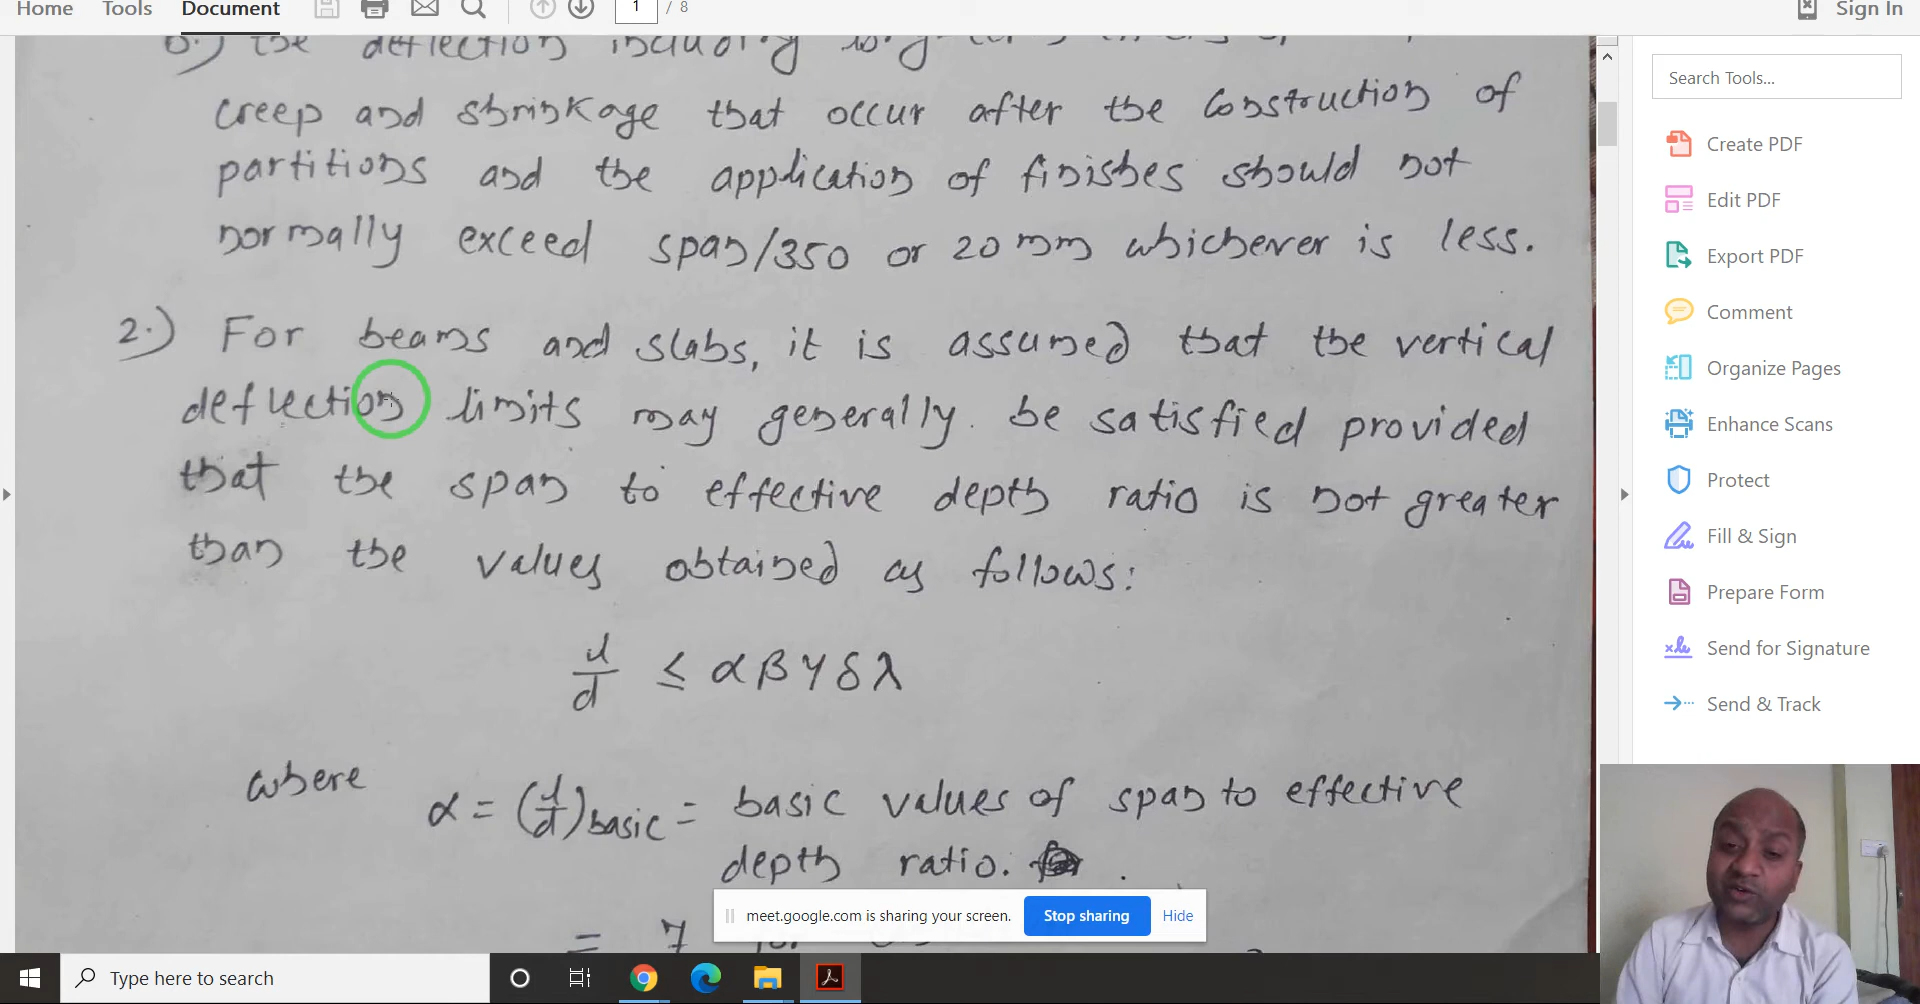 Home Tools Document 1 / 8 Sign In
b.) the deflection including
creep and shrinkage that occur after the construction of
partitions and the application of finishes should not
normally exceed span/350 or 20 mm whichever is less.
2.) For beams and slabs, it is assumed that the vertical
deflection limits may generally be satisfied provided
that the span to effective depth ratio is not greater
than the values obtained as follows:
l/d ≤ αβγδλ
where α = (l/d)basic = basic values of span to effective
depth ratio.
= 7 for
Search Tools...
Create PDF
Edit PDF
Export PDF
Comment
Organize Pages
Enhance Scans
Protect
Fill & Sign
Prepare Form
Send for Signature
Send & Track
meet.google.com is sharing your screen. Stop sharing Hide
Type here to search